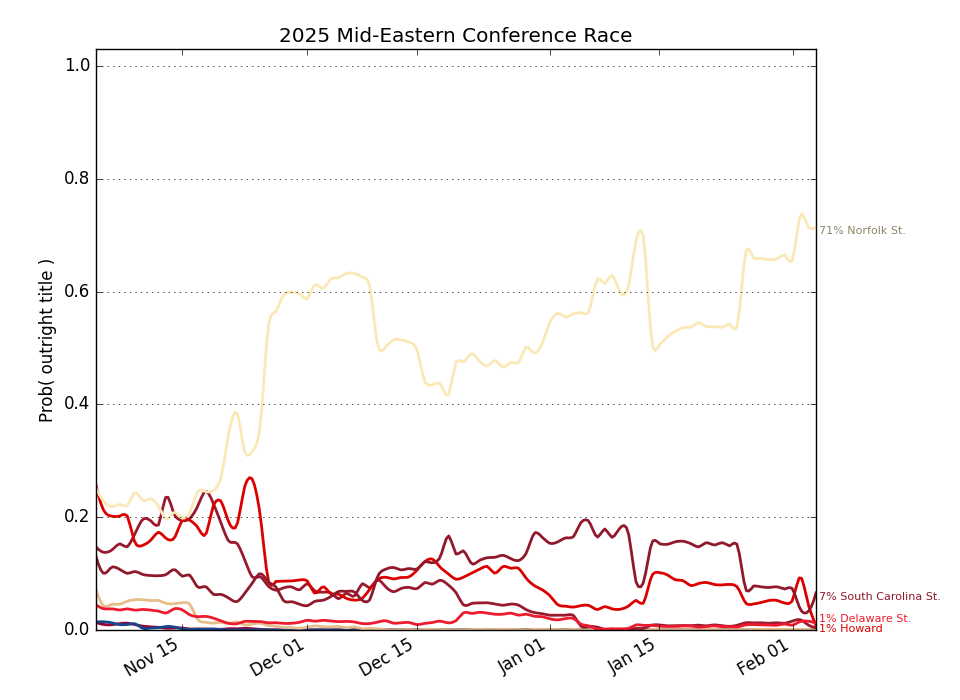 2025 Mid-Eastern Conference Race
1.0
0.8
0.6
0.4
0.2
0.0
Prob( outright title )
71% Norfolk St.
7% South Carolina St.
1% Delaware St.
1% Howard
Nov 15
Dec 01
Dec 15
Jan 01
Jan 15
Feb 01